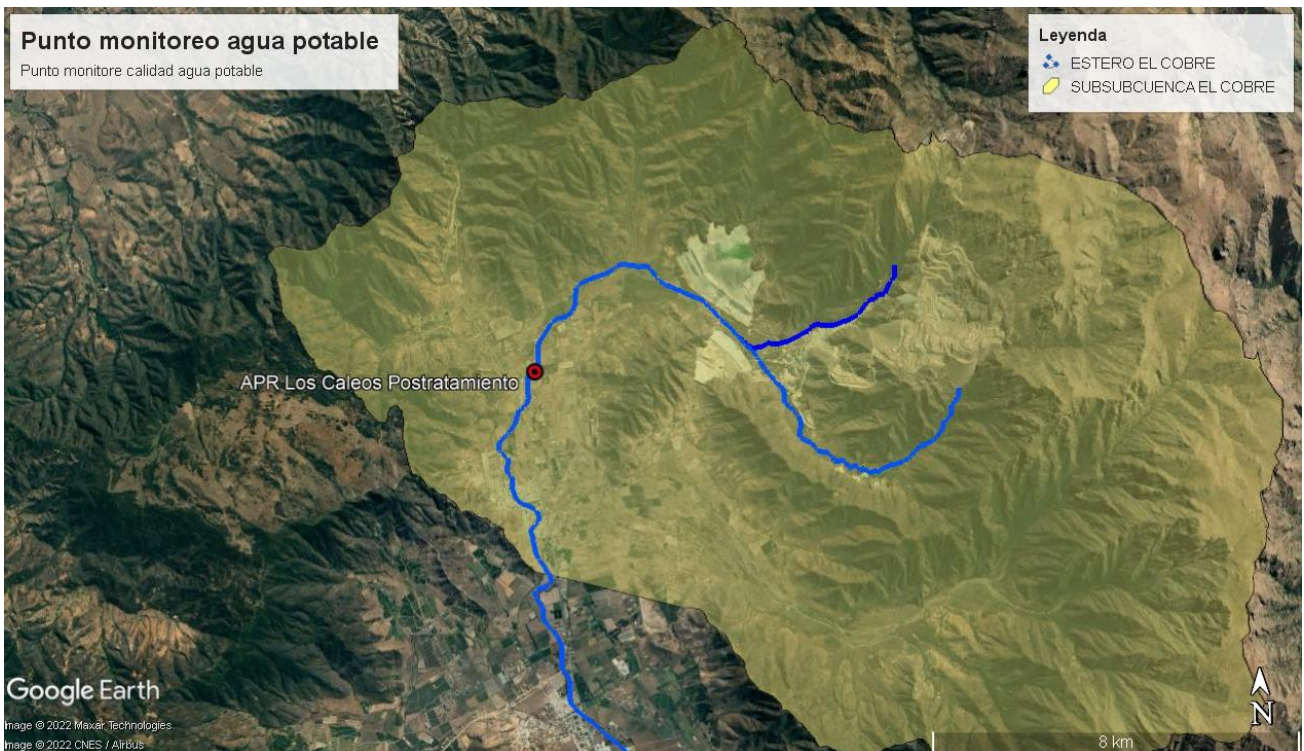 Punto monitoreo agua potable
Punto monitore calidad agua potable
Leyenda
ESTERO EL COBRE
SUBSUBCUENCA EL COBRE
APR Los Caleos Postratamiento
Google Earth
Image © 2022 Maxar Technologies
Image © 2022 CNES / Airbus
N
8 km